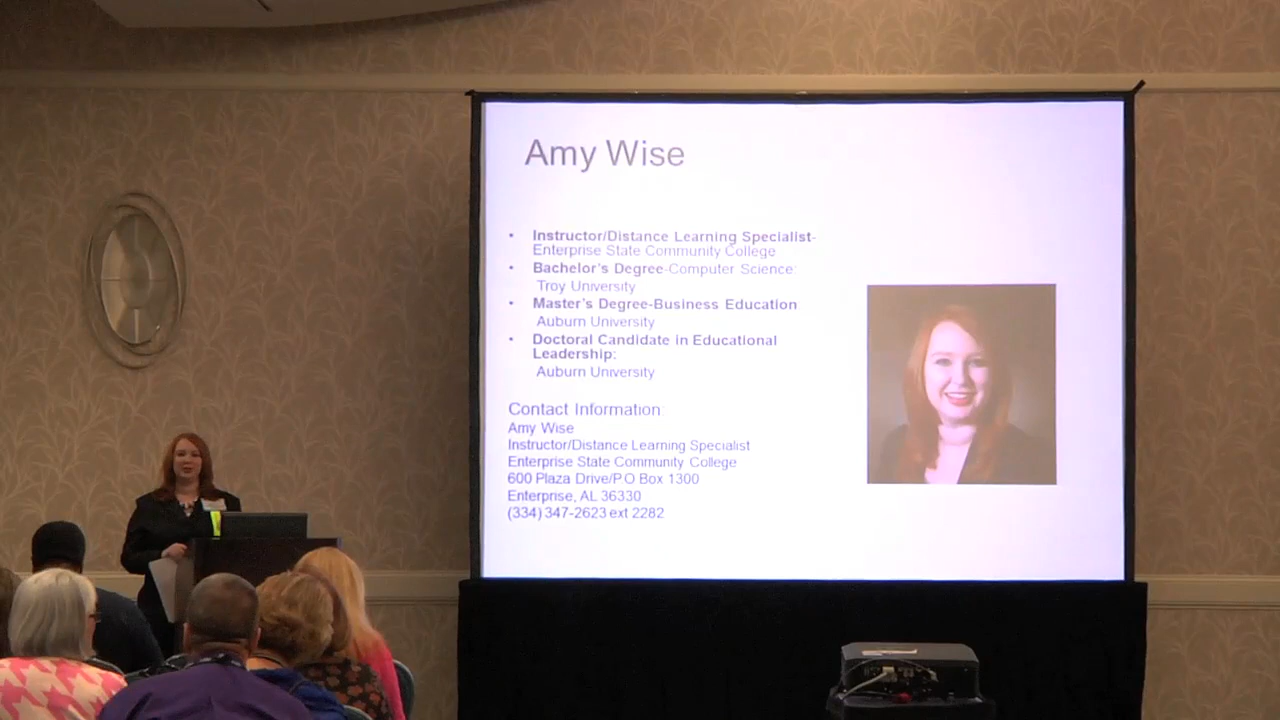 Amy Wise
• Instructor/Distance Learning Specialist-
Enterprise State Community College
• Bachelor's Degree-Computer Science:
Troy University
• Master's Degree-Business Education
Auburn University
• Doctoral Candidate in Educational
Leadership:
Auburn University
Contact Information
Amy Wise
Instructor/Distance Learning Specialist
Enterprise State Community College
600 Plaza Drive/P O Box 1300
Enterprise, AL 36330
(334) 347-2623 ext 2282